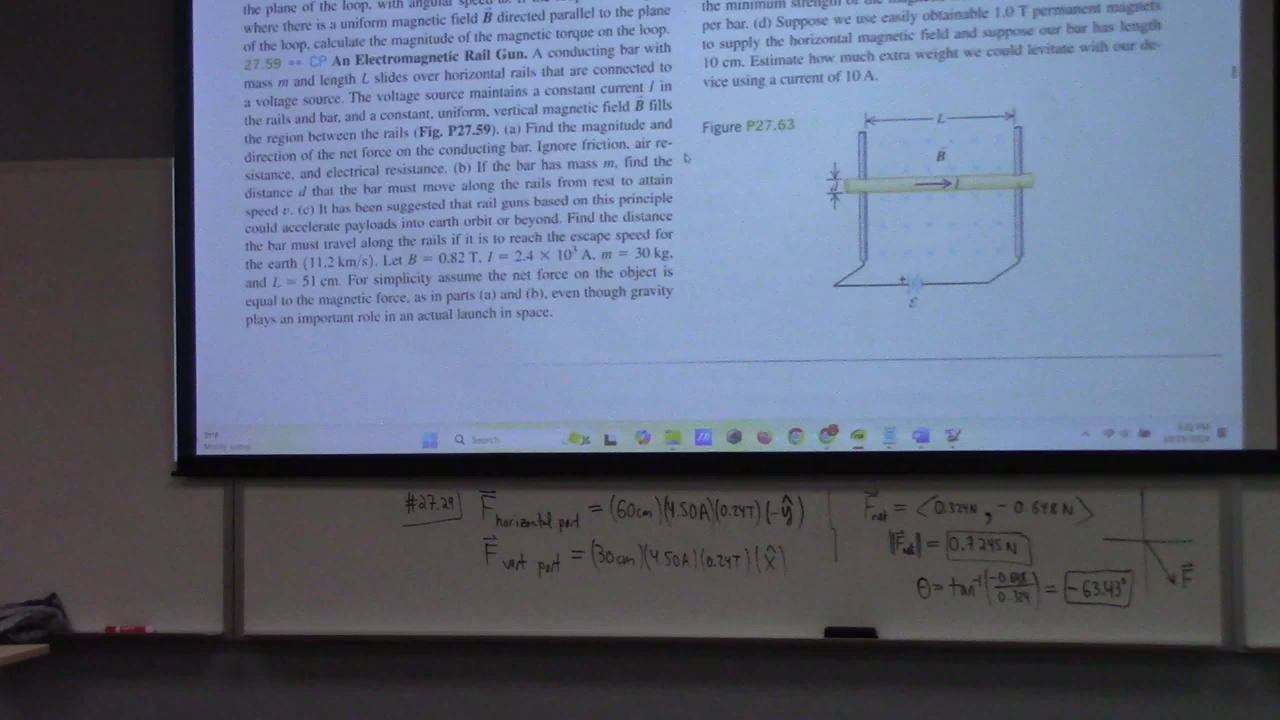 the plane of the loop, with angular speed
where there is a uniform magnetic field B⃗ directed parallel to the plane
of the loop, calculate the magnitude of the magnetic torque on the loop.
27.59 •• CP An Electromagnetic Rail Gun. A conducting bar with
mass m and length L slides over horizontal rails that are connected to
a voltage source. The voltage source maintains a constant current I in
the rails and bar, and a constant, uniform, vertical magnetic field B⃗ fills
the region between the rails (Fig. P27.59). (a) Find the magnitude and
direction of the net force on the conducting bar. Ignore friction, air re-
sistance, and electrical resistance. (b) If the bar has mass m, find the
distance d that the bar must move along the rails from rest to attain
speed v. (c) It has been suggested that rail guns based on this principle
could accelerate payloads into earth orbit or beyond. Find the distance
the bar must travel along the rails if it is to reach the escape speed for
the earth (11.2 km/s). Let B = 0.82 T, I = 2.4 × 10³ A, m = 30 kg,
and L = 51 cm. For simplicity assume the net force on the object is
equal to the magnetic force, as in parts (a) and (b), even though gravity
plays an important role in an actual launch in space.
the minimum strength of the
per bar. (d) Suppose we use easily obtainable 1.0 T permanent magnets
to supply the horizontal magnetic field and suppose our bar has length
10 cm. Estimate how much extra weight we could levitate with our de-
vice using a current of 10 A.
Figure P27.63
L
B⃗
d
I
+
ℰ
Search
#27.29
F⃗ horizontal part = (60cm)(4.50A)(0.24T)(-ŷ)
F⃗ vert part = (30cm)(4.50A)(0.24T)(x̂)
F⃗net = <0.324N, -0.648N>
|F⃗net| = 0.7245 N
θ = tan⁻¹(-0.648/0.324) = -63.43°
F⃗